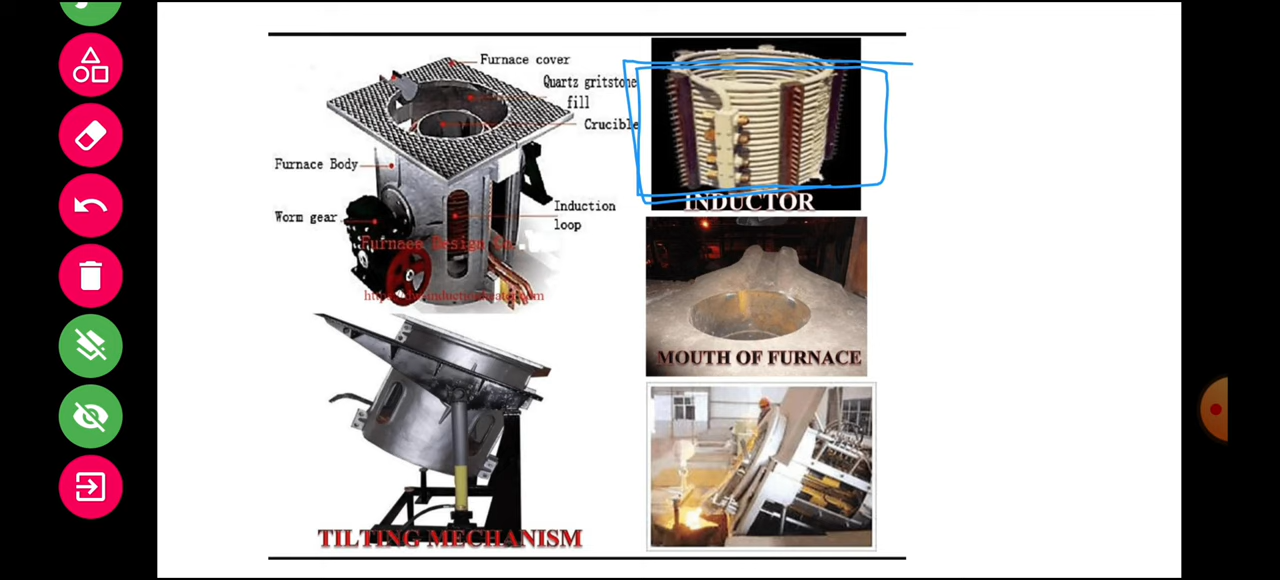 Furnace cover
Quartz gritstone
fill
Crucible
Furnace Body
Induction
loop
Worm gear
Furnace Design Co.
INDUCTOR
MOUTH OF FURNACE
TILTING MECHANISM